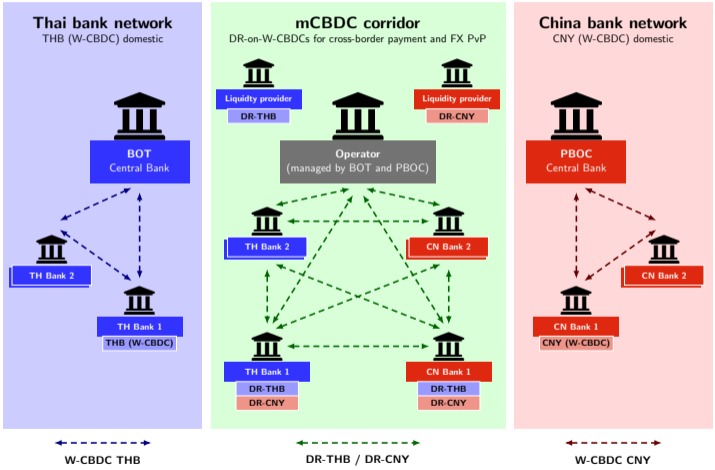 Thai bank network
THB (W-CBDC) domestic
BOT
Central Bank
TH Bank 2
TH Bank 1
THB (W-CBDC)
W-CBDC THB
mCBDC corridor
DR-on-W-CBDCs for cross-border payment and FX PvP
Liquidity provider
DR-THB
Liquidity provider
DR-CNY
Operator
(managed by BOT and PBOC)
TH Bank 2
CN Bank 2
TH Bank 1
DR-THB
DR-CNY
CN Bank 1
DR-THB
DR-CNY
DR-THB / DR-CNY
China bank network
CNY (W-CBDC) domestic
PBOC
Central Bank
CN Bank 2
CN Bank 1
CNY (W-CBDC)
W-CBDC CNY